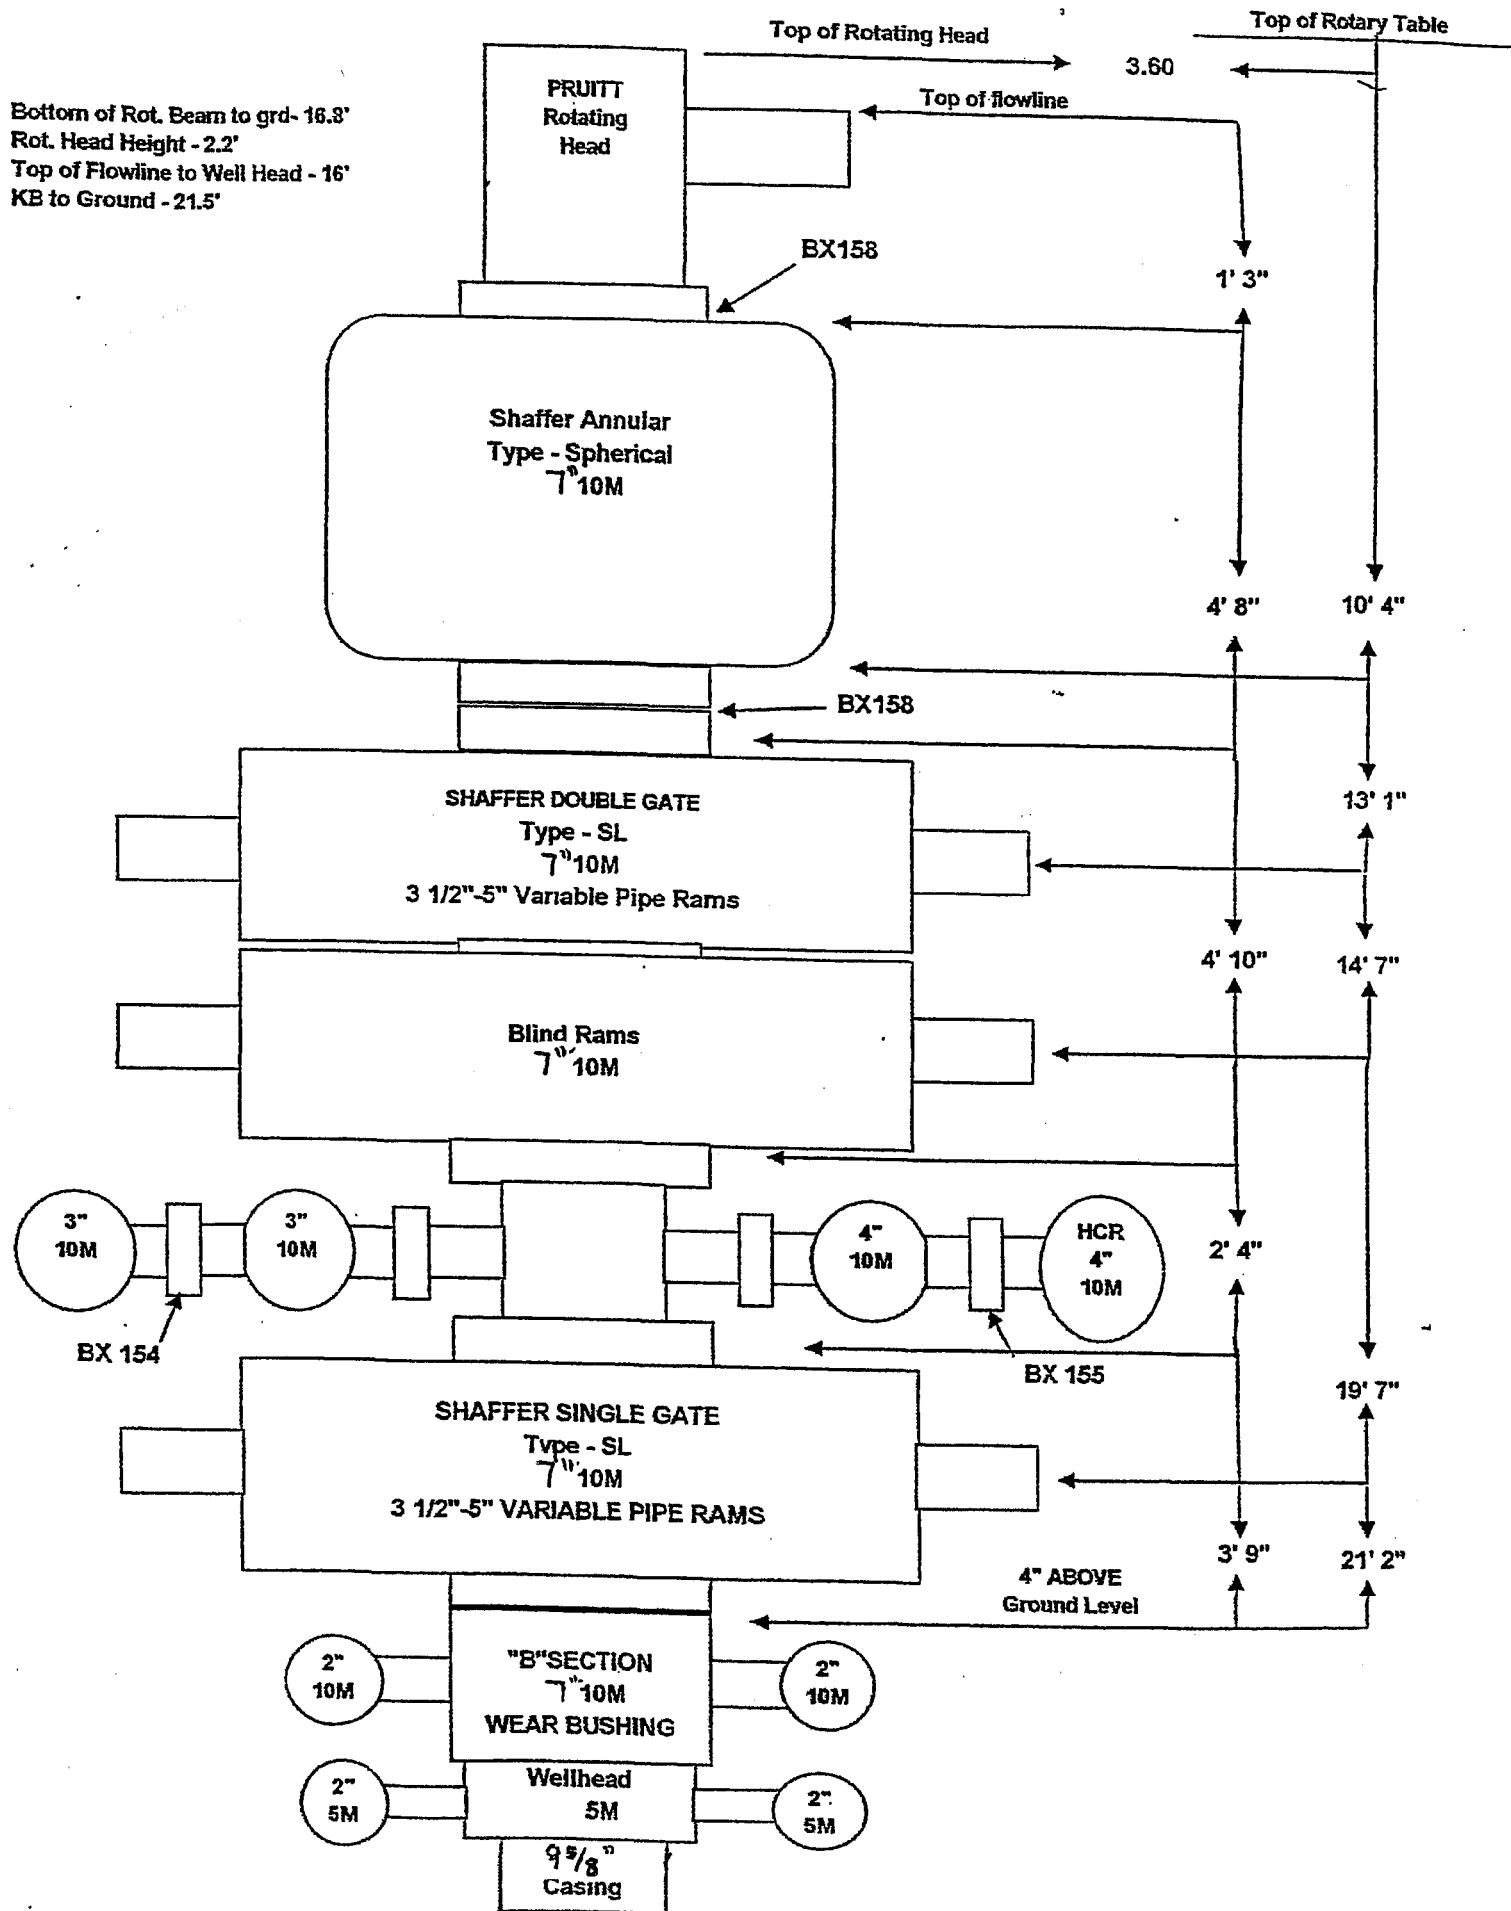 Top of Rotary Table
Top of Rotating Head
3.60
PRUITT
Rotating
Head
Top of flowline
Bottom of Rot. Beam to grd- 16.8'
Rot. Head Height - 2.2'
Top of Flowline to Well Head - 16'
KB to Ground - 21.5'
BX158
1' 3"
Shaffer Annular
Type - Spherical
7" 10M
4' 8"
10' 4"
BX158
SHAFFER DOUBLE GATE
Type - SL
7" 10M
3 1/2"-5" Variable Pipe Rams
13' 1"
4' 10"
14' 7"
Blind Rams
7" 10M
3"
10M
3"
10M
4"
10M
HCR
4"
10M
2' 4"
BX 154
BX 155
19' 7"
SHAFFER SINGLE GATE
Type - SL
7" 10M
3 1/2"-5" VARIABLE PIPE RAMS
3' 9"
21' 2"
4" ABOVE
Ground Level
2"
10M
"B"SECTION
7" 10M
WEAR BUSHING
2"
10M
2"
5M
Wellhead
5M
2"
5M
9 5/8"
Casing